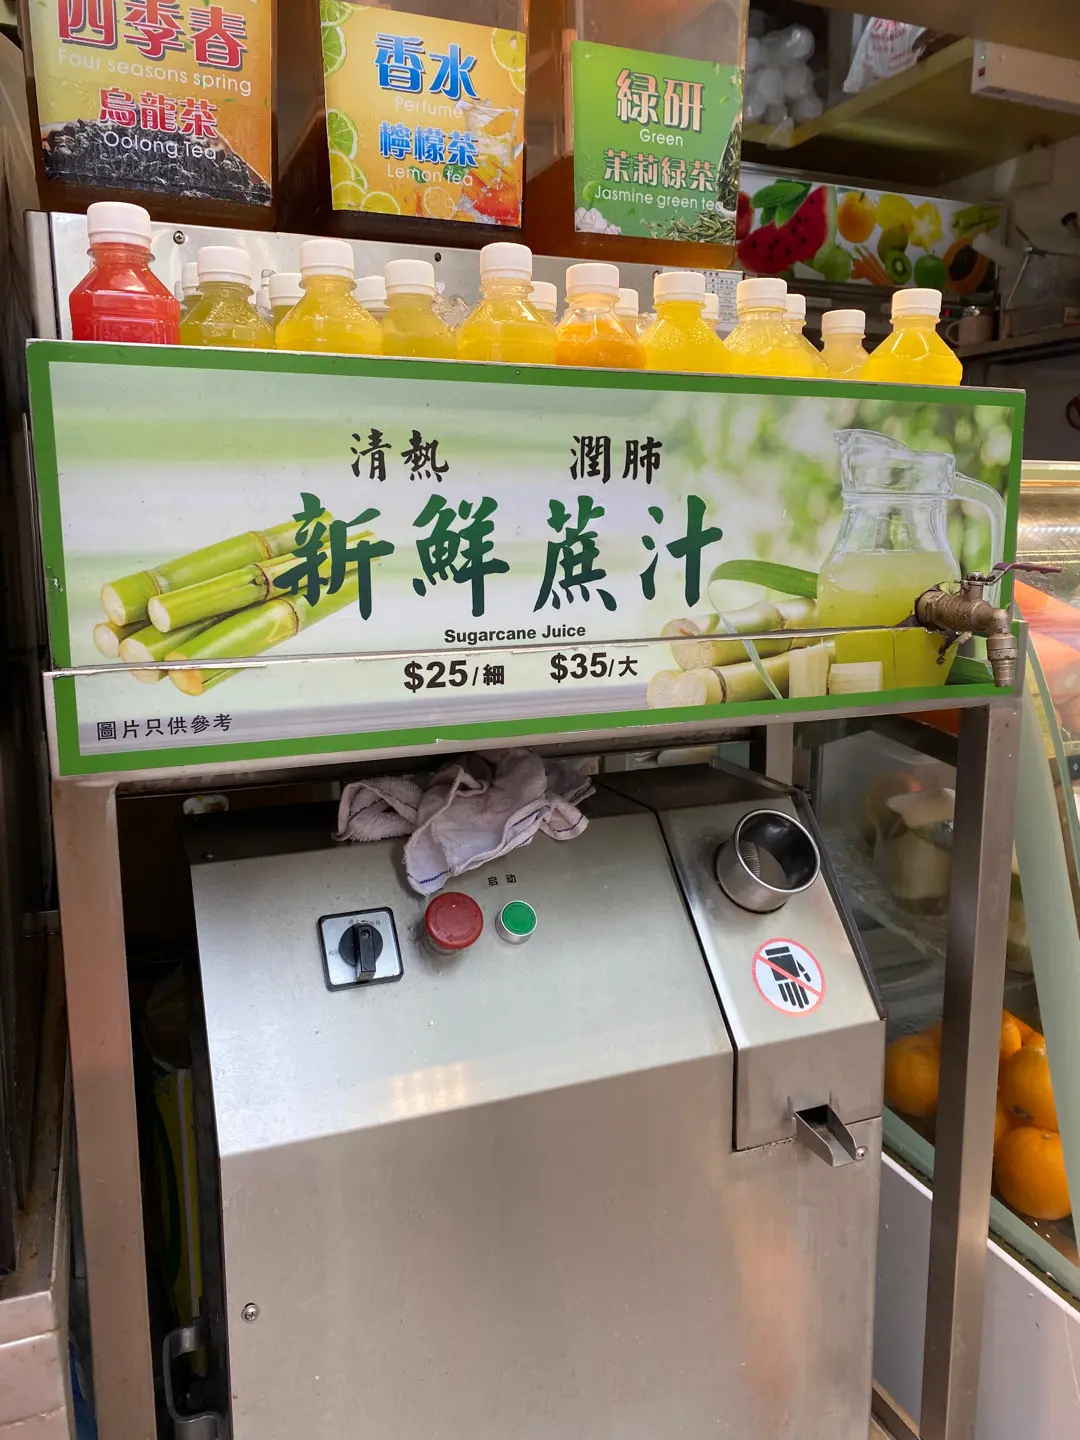 四季春
Four seasons spring
烏龍茶
Oolong Tea
香水
Perfume
檸檬茶
Lemon tea
綠研
Green
茉莉綠茶
Jasmine green tea
清熱 潤肺
新鮮蔗汁
Sugarcane Juice
$25/細 $35/大
圖片只供參考
启动